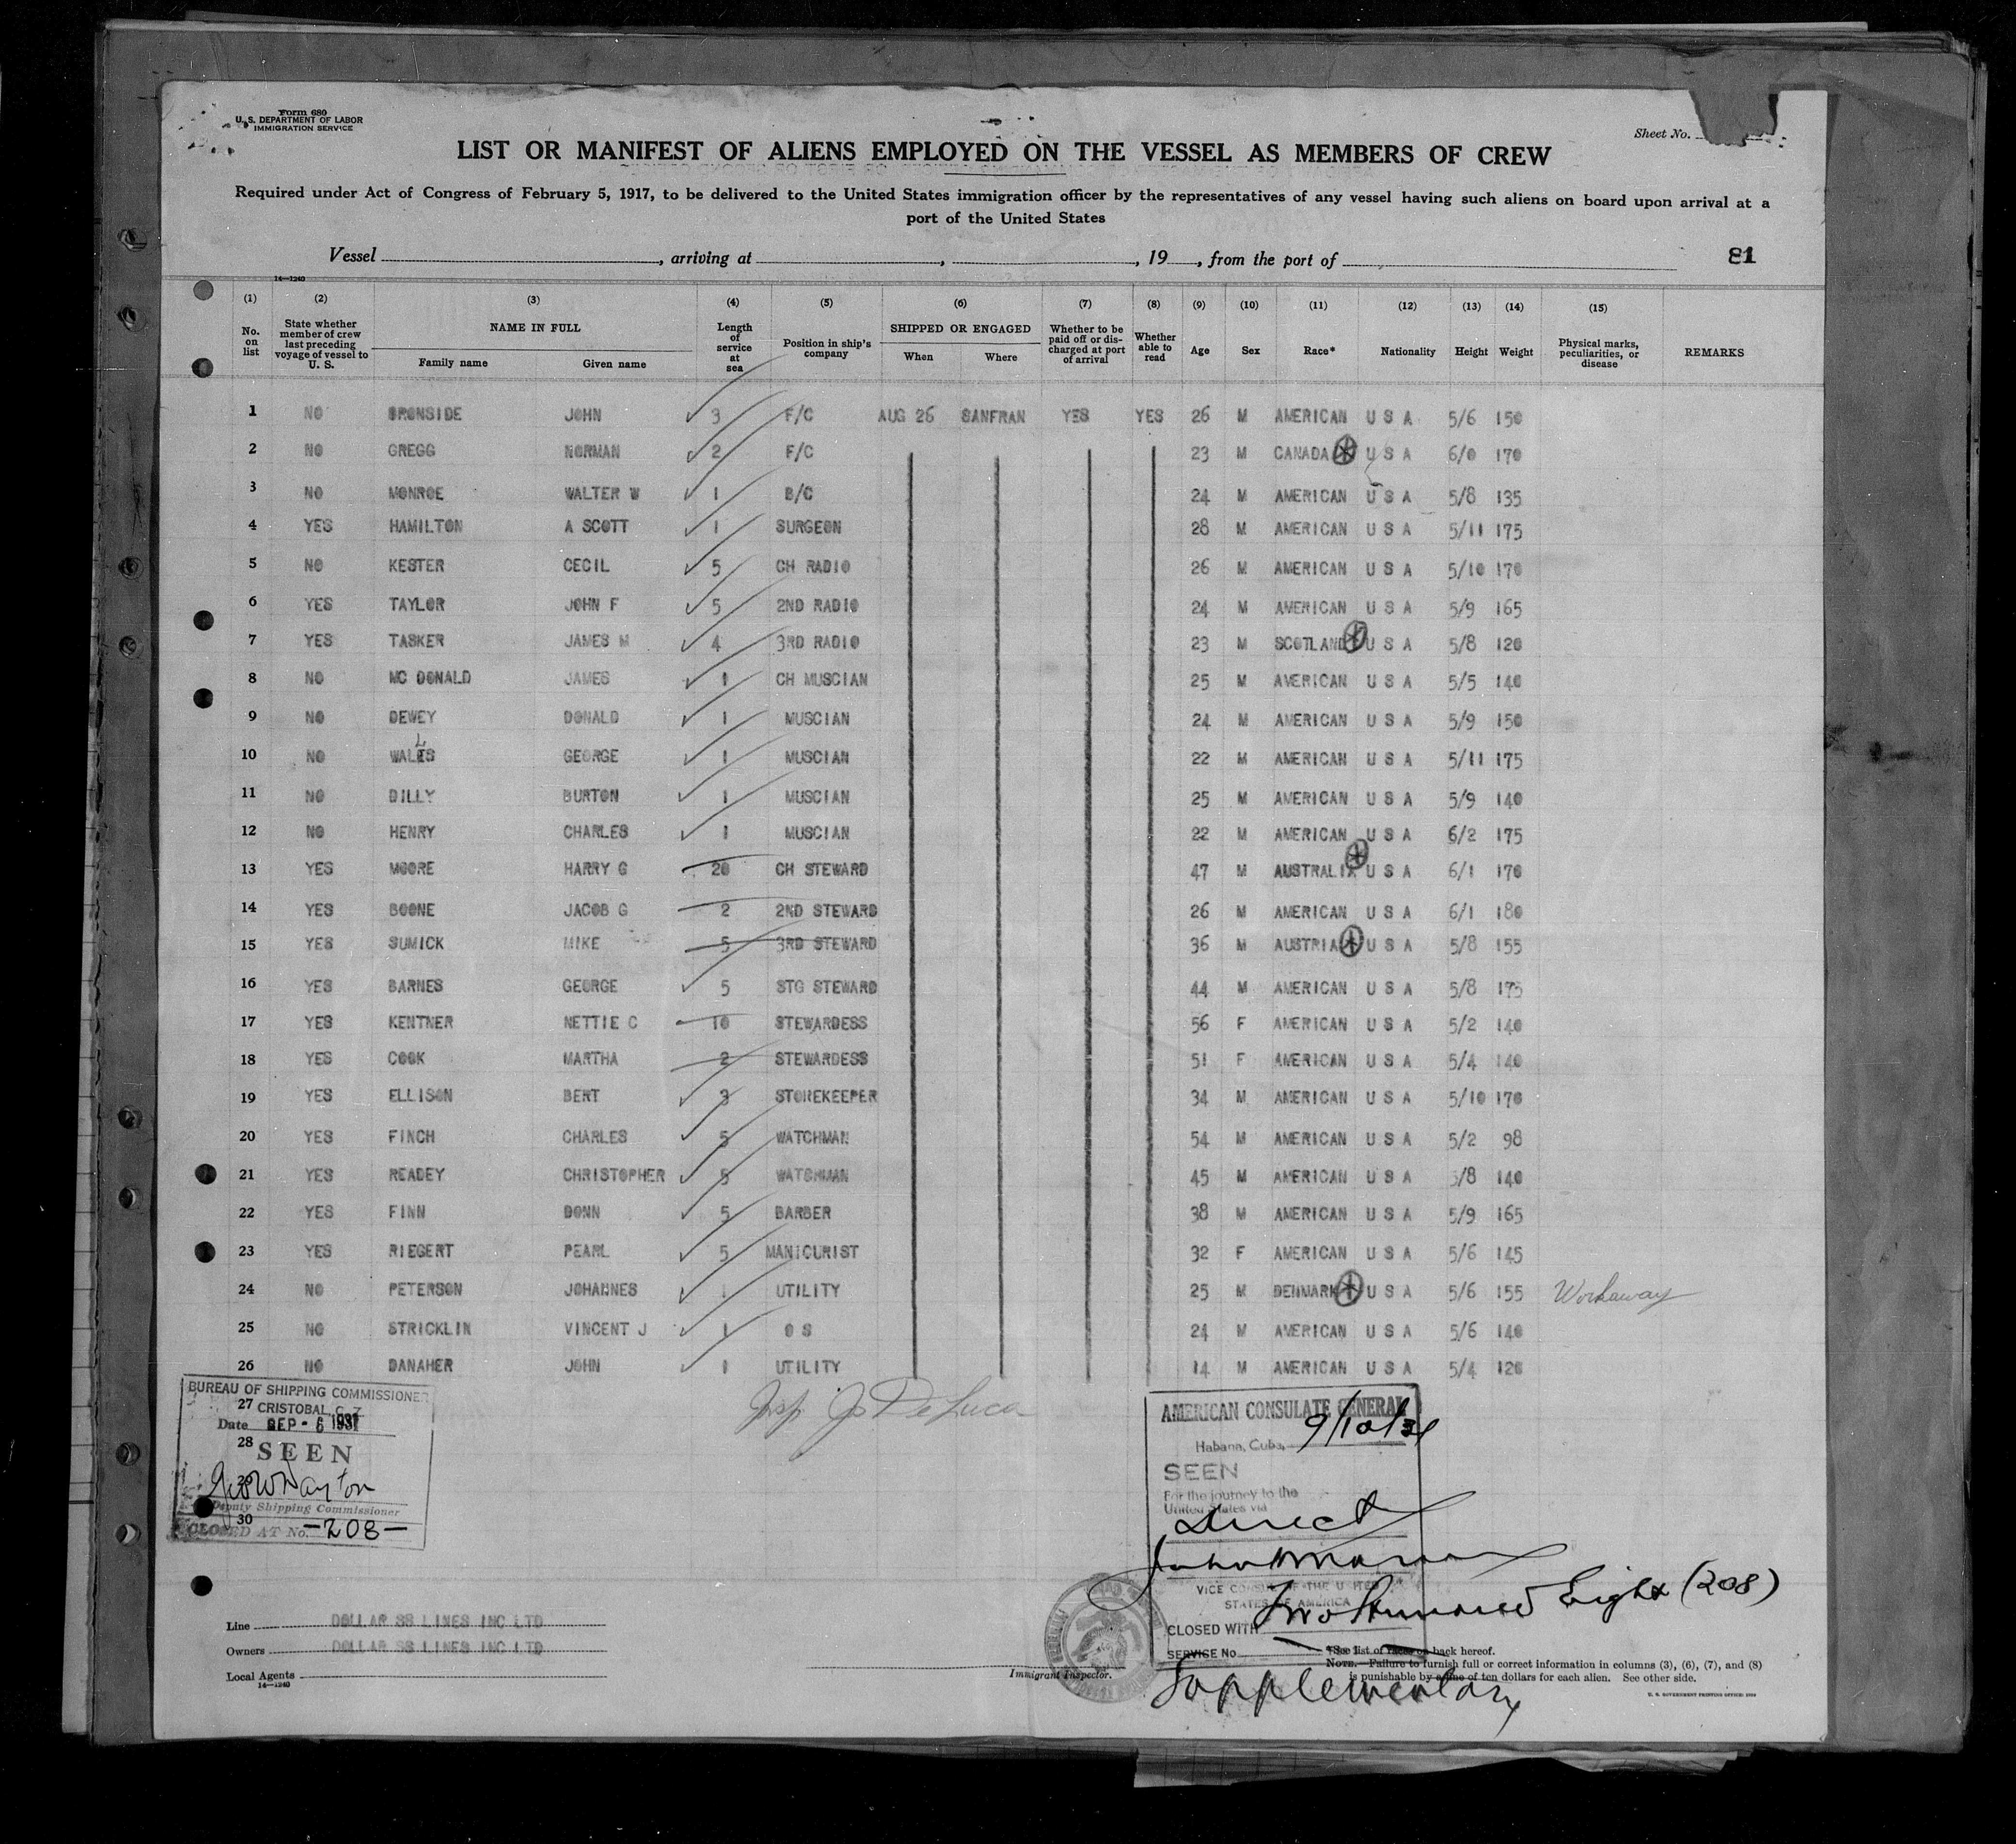 Form 680
U. S. DEPARTMENT OF LABOR
IMMIGRATION SERVICE
Sheet No.
LIST OR MANIFEST OF ALIENS EMPLOYED ON THE VESSEL AS MEMBERS OF CREW
Required under Act of Congress of February 5, 1917, to be delivered to the United States immigration officer by the representatives of any vessel having such aliens on board upon arrival at a
port of the United States
Vessel , arriving at , , 19 , from the port of 81
14—1240
(1) (2) (3) (4) (5) (6) (7) (8) (9) (10) (11) (12) (13) (14) (15)
No. on list State whether member of crew last preceding voyage of vessel to U. S. NAME IN FULL Family name Given name Length of service at sea Position in ship's company SHIPPED OR ENGAGED When Where Whether to be paid off or discharged at port of arrival Whether able to read Age Sex Race* Nationality Height Weight Physical marks, peculiarities, or disease REMARKS
1 NO BRONSIDE JOHN 3 F/C AUG 26 SANFRAN YES YES 26 M AMERICAN U S A 5/6 150
2 NO GREGG NORMAN 2 F/C 23 M CANADA U S A 6/0 170
3 NO MONROE WALTER W 1 B/C 24 M AMERICAN U S A 5/8 135
4 YES HAMILTON A SCOTT 1 SURGEON 28 M AMERICAN U S A 5/11 175
5 NO KESTER CECIL 5 CH RADIO 26 M AMERICAN U S A 5/10 170
6 YES TAYLOR JOHN F 5 2ND RADIO 24 M AMERICAN U S A 5/9 165
7 YES TASKER JAMES M 4 3RD RADIO 23 M SCOTLAND U S A 5/8 120
8 NO MC DONALD JAMES 1 CH MUSCIAN 25 M AMERICAN U S A 5/5 140
9 NO DEWEY DONALD 1 MUSCIAN 24 M AMERICAN U S A 5/9 150
10 NO WALLS GEORGE 1 MUSCIAN 22 M AMERICAN U S A 5/11 175
11 NO DILLY BURTON 1 MUSCIAN 25 M AMERICAN U S A 5/9 140
12 NO HENRY CHARLES 1 MUSCIAN 22 M AMERICAN U S A 6/2 175
13 YES MOORE HARRY G 20 CH STEWARD 47 M AUSTRALIA U S A 6/1 170
14 YES BOONE JACOB G 2 2ND STEWARD 26 M AMERICAN U S A 6/1 180
15 YES SUMICK MIKE 5 3RD STEWARD 36 M AUSTRIA U S A 5/8 155
16 YES BARNES GEORGE 5 STG STEWARD 44 M AMERICAN U S A 5/8 175
17 YES KENTNER NETTIE C 10 STEWARDESS 56 F AMERICAN U S A 5/2 140
18 YES COOK MARTHA 2 STEWARDESS 51 F AMERICAN U S A 5/4 140
19 YES ELLISON BERT 3 STOREKEEPER 34 M AMERICAN U S A 5/10 170
20 YES FINCH CHARLES 5 WATCHMAN 54 M AMERICAN U S A 5/2 98
21 YES READEY CHRISTOPHER 5 WATCHMAN 45 M AMERICAN U S A 5/8 140
22 YES FINN DONN 5 BARBER 38 M AMERICAN U S A 5/9 165
23 YES RIEGERT PEARL 5 MANICURIST 32 F AMERICAN U S A 5/6 145
24 NO PETERSON JOHANNES 1 UTILITY 25 M DENMARK U S A 5/6 155 Workaway
25 NO STRICKLIN VINCENT J 1 O S 24 M AMERICAN U S A 5/6 140
26 NO DANAHER JOHN 1 UTILITY 14 M AMERICAN U S A 5/4 120
27
28
29
30
BUREAU OF SHIPPING COMMISSIONER
CRISTOBAL C. Z.
Date SEP - 6 1931
SEEN
Deputy Shipping Commissioner
CLOSED AT No. -208-
Insp J DeLuca
AMERICAN CONSULATE GENERAL
Habana, Cuba, 9/10/31
SEEN
For the journey to the
United States via
Direct
VICE CONSUL OF THE UNITED
STATES OF AMERICA
CLOSED WITH Two Hundred Eight (208)
SERVICE No.
Supplementary
Line DOLLAR SS LINES INC LTD
Owners DOLLAR SS LINES INC LTD
Local Agents
14—1240
Immigrant Inspector.
*See list of races on back hereof.
NOTE.—Failure to furnish full or correct information in columns (3), (6), (7), and (8)
is punishable by a fine of ten dollars for each alien. See other side.